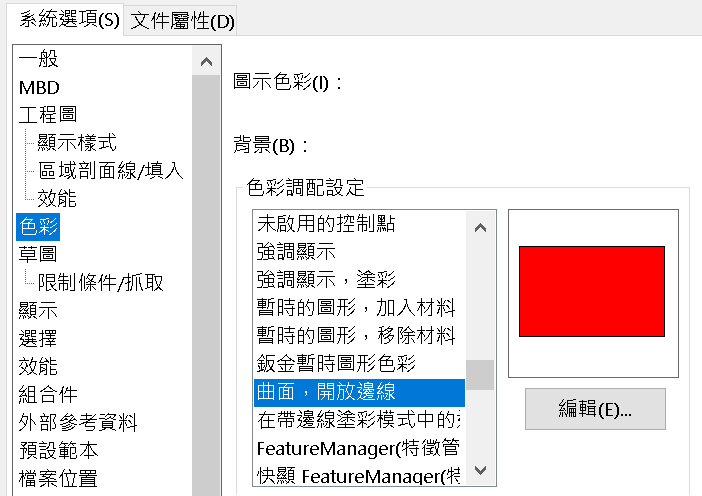 系統選項(S) 文件屬性(D)
一般
MBD
工程圖
顯示樣式
區域剖面線/填入
效能
色彩
草圖
限制條件/抓取
顯示
選擇
效能
組合件
外部參考資料
預設範本
檔案位置
圖示色彩(I)：
背景(B)：
色彩調配設定
未啟用的控制點
強調顯示
強調顯示，塗彩
暫時的圖形，加入材料
暫時的圖形，移除材料
鈑金暫時圖形色彩
曲面，開放邊線
在帶邊線塗彩模式中的
FeatureManager(特徵管
快顯 FeatureManager(特
編輯(E)...